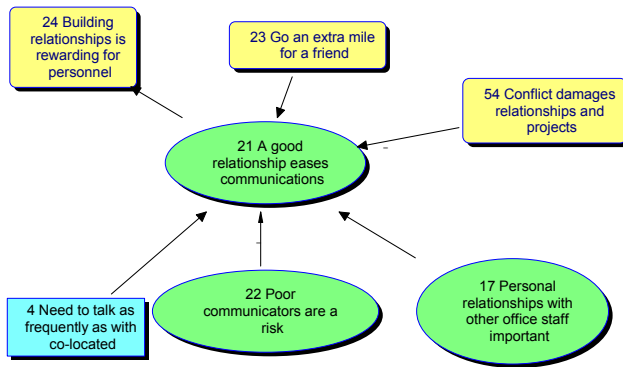 24 Building
relationships is
rewarding for
personnel
23 Go an extra mile
for a friend
54 Conflict damages
relationships and
projects
-
21 A good
relationship eases
communications
-
4 Need to talk as
frequently as with
co-located
22 Poor
communicators are a
risk
17 Personal
relationships with
other office staff
important